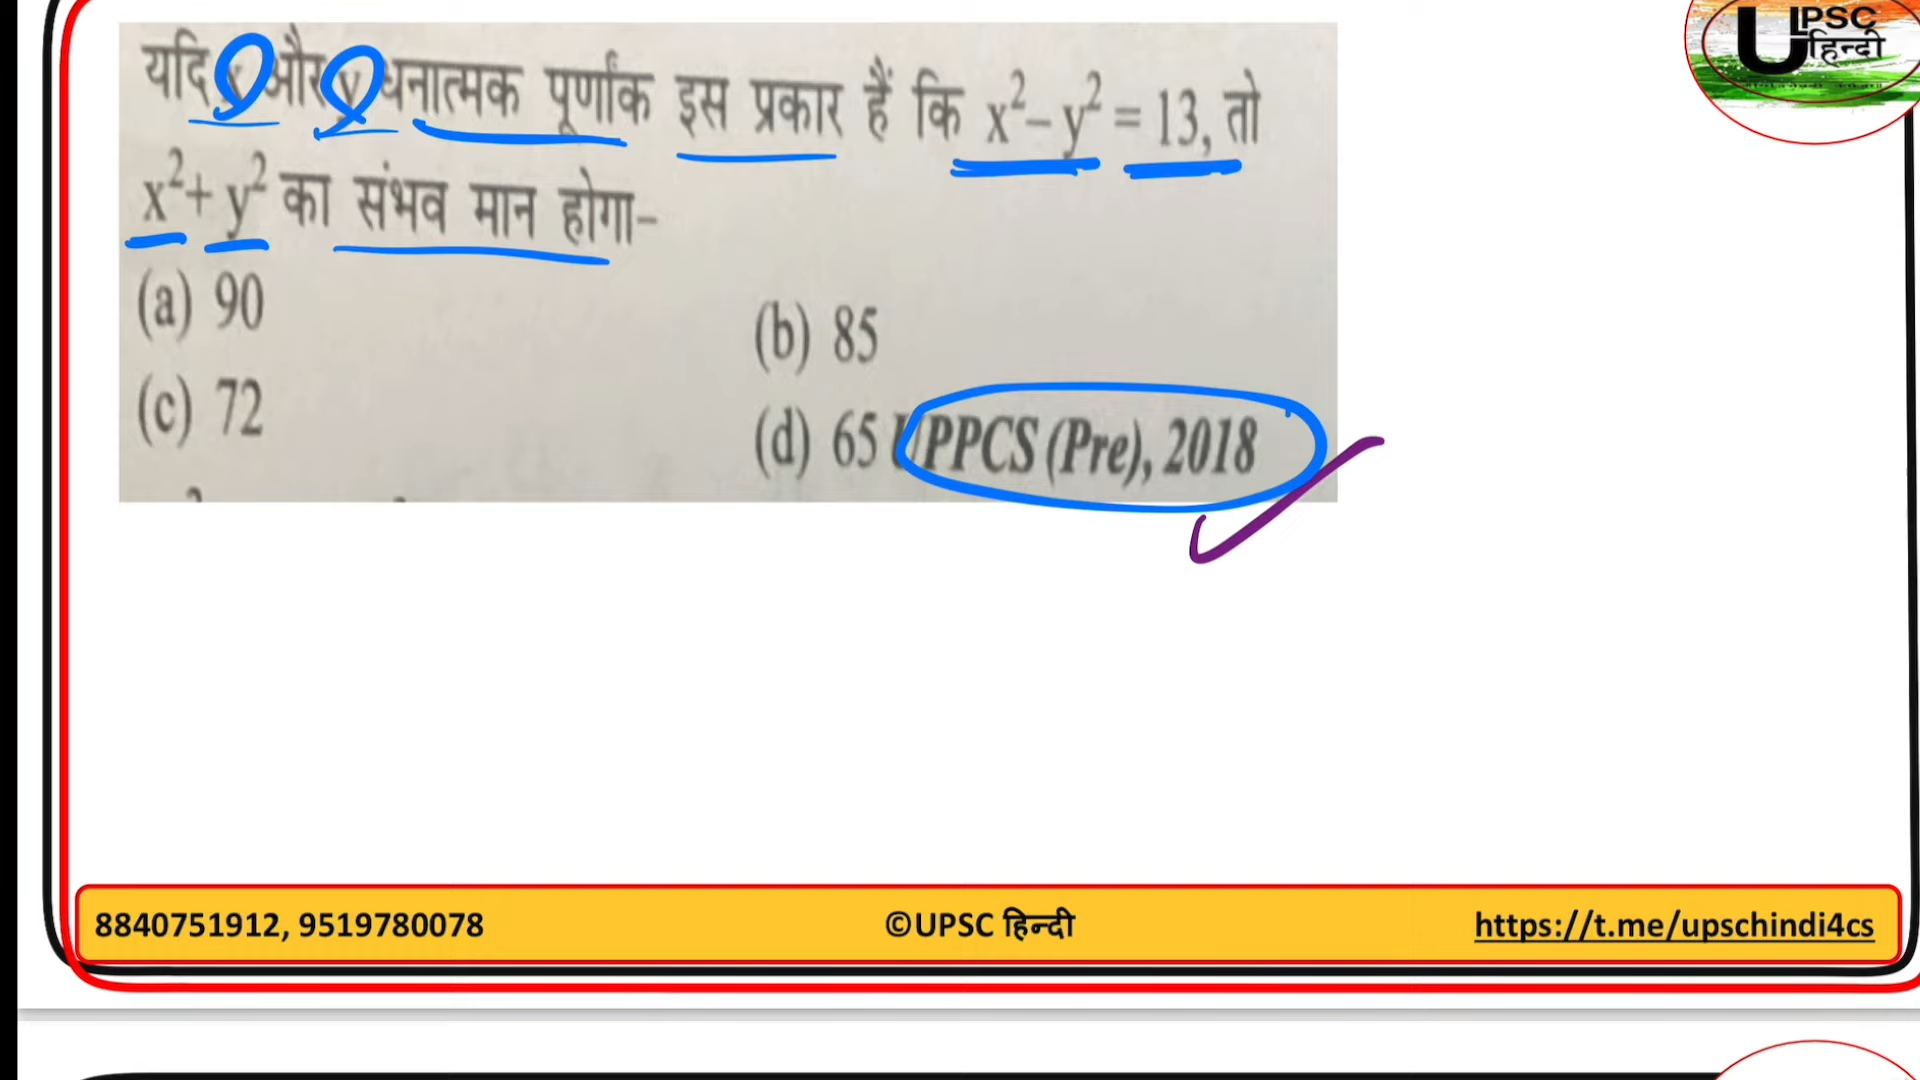 यदि x और y धनात्मक पूर्णांक इस प्रकार हैं कि x²– y² = 13, तो
x²+ y² का संभव मान होगा–
(a) 90
(b) 85
(c) 72
(d) 65 UPPCS (Pre), 2018
UPSC
हिन्दी
8840751912, 9519780078
©UPSC हिन्दी
https://t.me/upschindi4cs